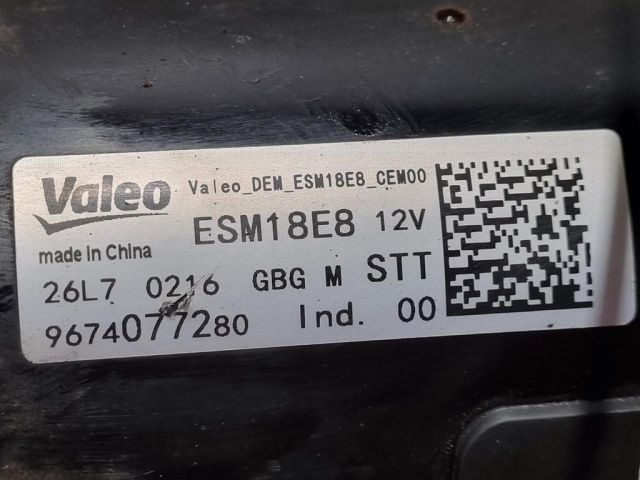 Valeo
Valeo_DEM_ESM18E8_CEM00
ESM18E8 12V
made in China
26L7 0216 GBG M STT
9674077280 Ind. 00